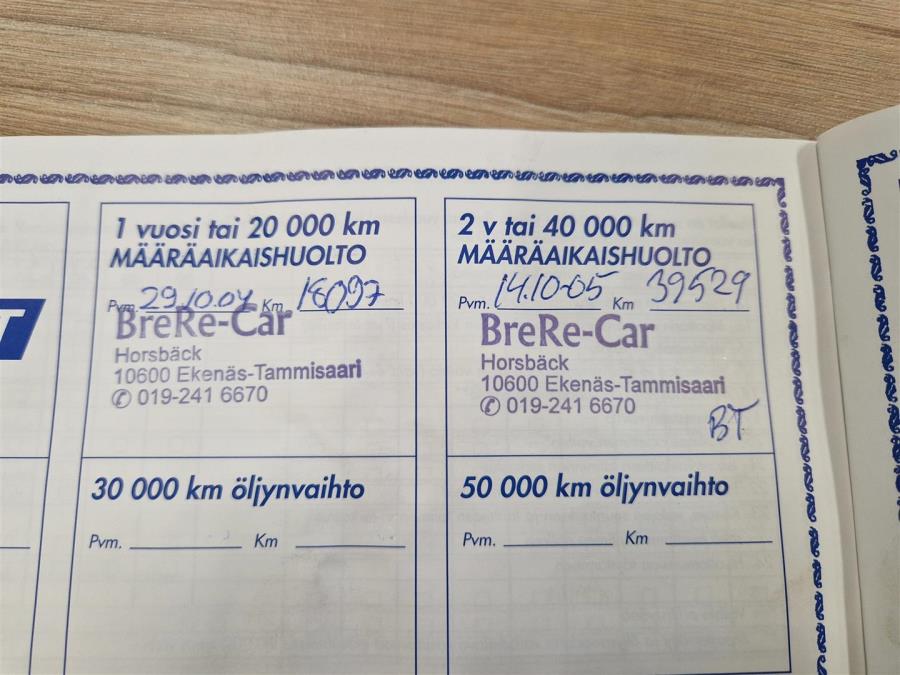 1 vuosi tai 20 000 km
MÄÄRÄAIKAISHUOLTO
Pvm. 29.10.04 Km 18097
BreRe-Car
Horsbäck
10600 Ekenäs-Tammisaari
✆ 019-241 6670
30 000 km öljynvaihto
Pvm. Km
2 v tai 40 000 km
MÄÄRÄAIKAISHUOLTO
Pvm. 14.10-05 Km 39529
BreRe-Car
Horsbäck
10600 Ekenäs-Tammisaari
✆ 019-241 6670
BT
50 000 km öljynvaihto
Pvm. Km